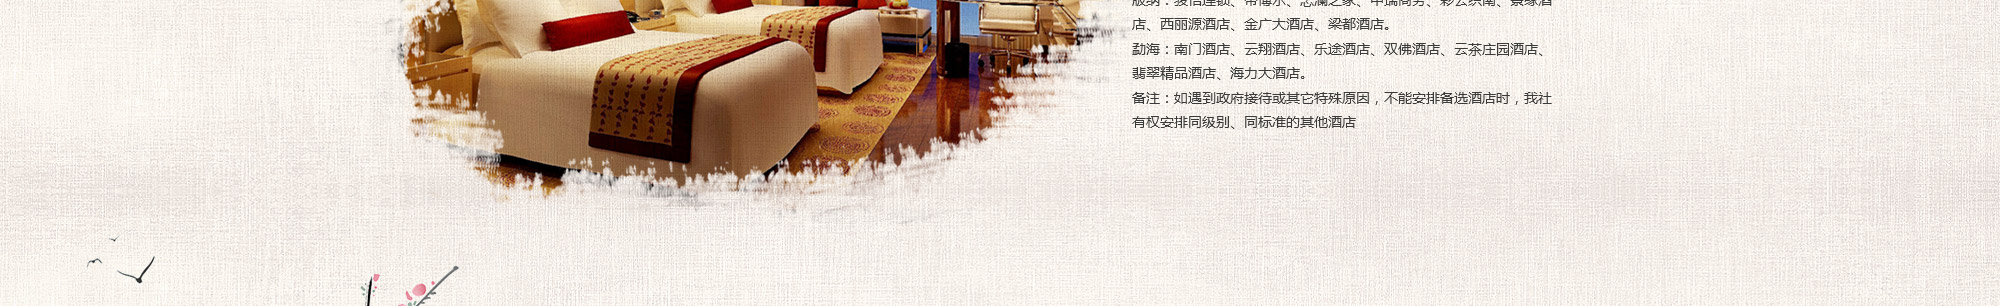 店、西丽源酒店、金广大酒店、梁都酒店。
勐海：南门酒店、云翔酒店、乐途酒店、双佛酒店、云茶庄园酒店、
翡翠精品酒店、海力大酒店。
备注：如遇到政府接待或其它特殊原因，不能安排备选酒店时，我社
有权安排同级别、同标准的其他酒店